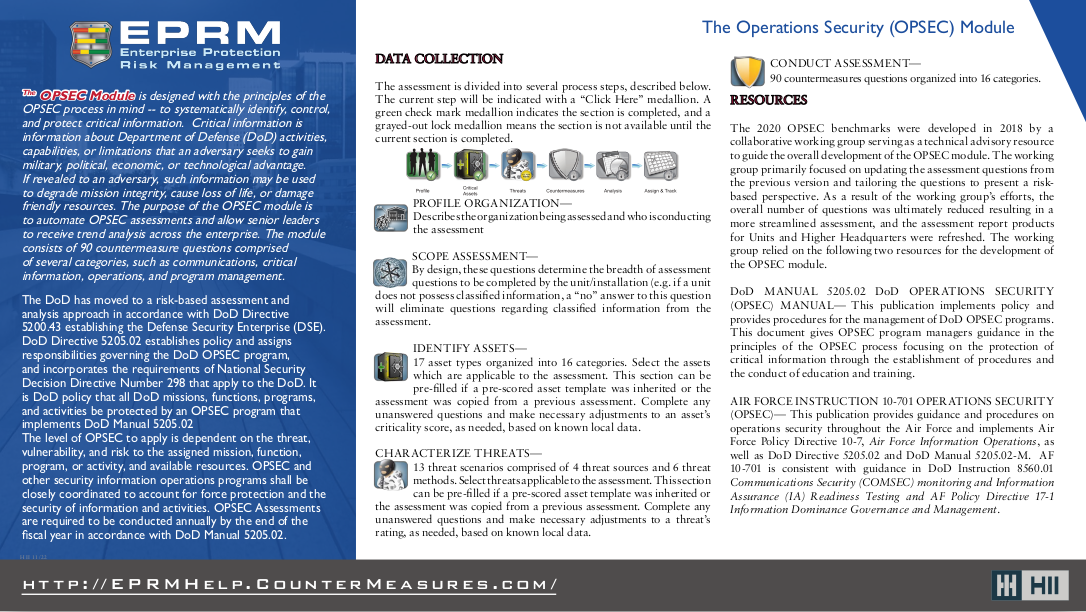 EPRM
Enterprise Protection
Risk Management
The OPSEC Module is designed with the principles of the
OPSEC process in mind -- to systematically identify, control,
and protect critical information.  Critical information is
information about Department of Defense (DoD) activities,
capabilities, or limitations that an adversary seeks to gain
military, political, economic, or technological advantage.
If revealed to an adversary, such information may be used
to degrade mission integrity, cause loss of life, or damage
friendly resources. The purpose of the OPSEC module is
to automate OPSEC assessments and allow senior leaders
to receive trend analysis across the enterprise. The module
consists of 90 countermeasure questions comprised
of several categories, such as communications, critical
information, operations, and program management.
The DoD has moved to a risk-based assessment and
analysis approach in accordance with DoD Directive
5200.43 establishing the Defense Security Enterprise (DSE).
DoD Directive 5205.02 establishes policy and assigns
responsibilities governing the DoD OPSEC program,
and incorporates the requirements of National Security
Decision Directive Number 298 that apply to the DoD. It
is DoD policy that all DoD missions, functions, programs,
and activities be protected by an OPSEC program that
implements DoD Manual 5205.02
The level of OPSEC to apply is dependent on the threat,
vulnerability, and risk to the assigned mission, function,
program, or activity, and available resources. OPSEC and
other security information operations programs shall be
closely coordinated to account for force protection and the
security of information and activities. OPSEC Assessments
are required to be conducted annually by the end of the
fiscal year in accordance with DoD Manual 5205.02.
The Operations Security (OPSEC) Module
DATA COLLECTION
The assessment is divided into several process steps, described below.
The current step will be indicated with a “Click Here” medallion. A
green check mark medallion indicates the section is completed, and a
grayed-out lock medallion means the section is not available until the
current section is completed.
Profile
Critical
Assets
Threats
Countermeasures
Analysis
Assign & Track
PROFILE ORGANIZATION—
Describes the organization being assessed and who is conducting
the assessment
SCOPE ASSESSMENT—
By design, these questions determine the breadth of assessment
questions to be completed by the unit/installation (e.g. if a unit
does not possess classified information, a “no” answer to this question
will eliminate questions regarding classified information from the
assessment.
IDENTIFY ASSETS—
17 asset types organized into 16 categories. Select the assets
which are applicable to the assessment. This section can be
pre-filled if a pre-scored asset template was inherited or the
assessment was copied from a previous assessment. Complete any
unanswered questions and make necessary adjustments to an asset’s
criticality score, as needed, based on known local data.
CHARACTERIZE THREATS—
13 threat scenarios comprised of 4 threat sources and 6 threat
methods. Select threats applicable to the assessment. This section
can be pre-filled if a pre-scored asset template was inherited or
the assessment was copied from a previous assessment. Complete any
unanswered questions and make necessary adjustments to a threat’s
rating, as needed, based on known local data.
CONDUCT ASSESSMENT—
90 countermeasures questions organized into 16 categories.
RESOURCES
The 2020 OPSEC benchmarks were developed in 2018 by a
collaborative working group serving as a technical advisory resource
to guide the overall development of the OPSEC module. The working
group primarily focused on updating the assessment questions from
the previous version and tailoring the questions to present a risk-
based perspective. As a result of the working group’s efforts, the
overall number of questions was ultimately reduced resulting in a
more streamlined assessment, and the assessment report products
for Units and Higher Headquarters were refreshed. The working
group relied on the following two resources for the development of
the OPSEC module.
DoD MANUAL 5205.02 DoD OPERATIONS SECURITY
(OPSEC) MANUAL— This publication implements policy and
provides procedures for the management of DoD OPSEC programs.
This document gives OPSEC program managers guidance in the
principles of the OPSEC process focusing on the protection of
critical information through the establishment of procedures and
the conduct of education and training.
AIR FORCE INSTRUCTION 10-701 OPERATIONS SECURITY
(OPSEC)— This publication provides guidance and procedures on
operations security throughout the Air Force and implements Air
Force Policy Directive 10-7, Air Force Information Operations, as
well as DoD Directive 5205.02 and DoD Manual 5205.02-M.  AF
10-701 is consistent with guidance in DoD Instruction 8560.01
Communications Security (COMSEC) monitoring and Information
Assurance (IA) Readiness Testing and AF Policy Directive 17-1
Information Dominance Governance and Management.
HTTP://EPRMHELP.COUNTERMEASURES.COM/
HII